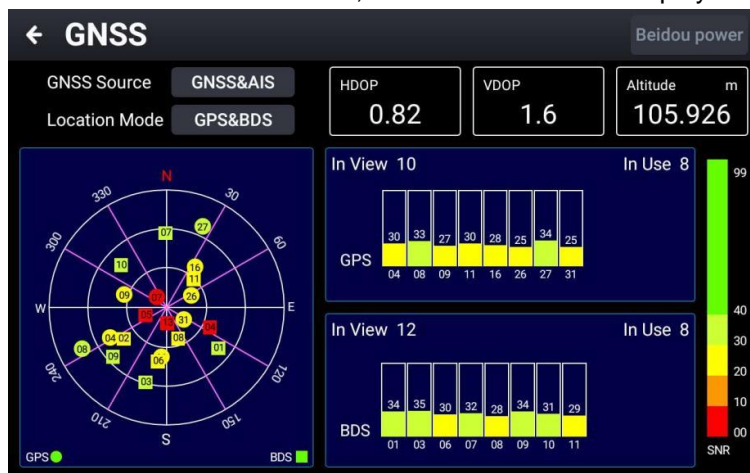 ← GNSS
Beidou power
GNSS Source GNSS&AIS
Location Mode GPS&BDS
HDOP
0.82
VDOP
1.6
Altitude m
105.926
N
330 30
300 60
W E
240 120
210 150
S
07 27
10 16
11
09 07 26
05 13 31 04
04 02 08 01
08 09 06
03
GPS BDS
In View 10 In Use 8
30 33 27 30 28 25 34 25
GPS
04 08 09 11 16 26 27 31
In View 12 In Use 8
34 35 30 32 28 34 31 29
BDS
01 03 06 07 08 09 10 11
99
40
30
20
10
00
SNR